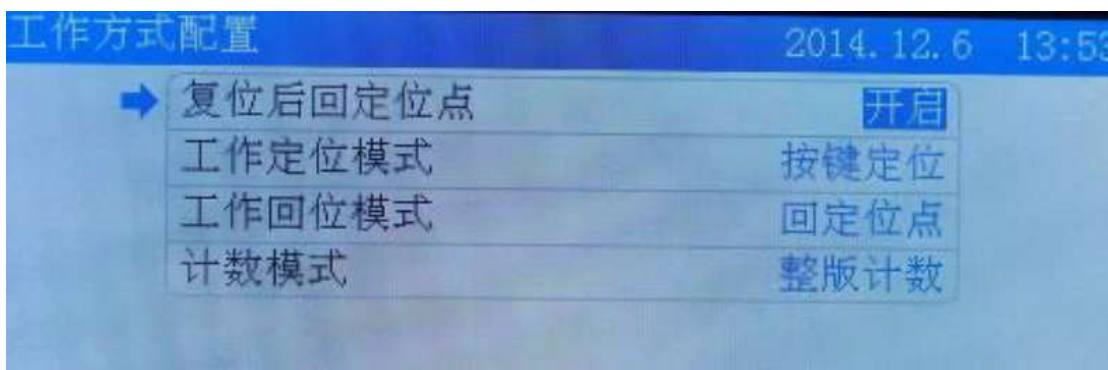 工作方式配置 2014.12.6 13:53
复位后回定位点 开启
工作定位模式 按键定位
工作回位模式 回定位点
计数模式 整版计数